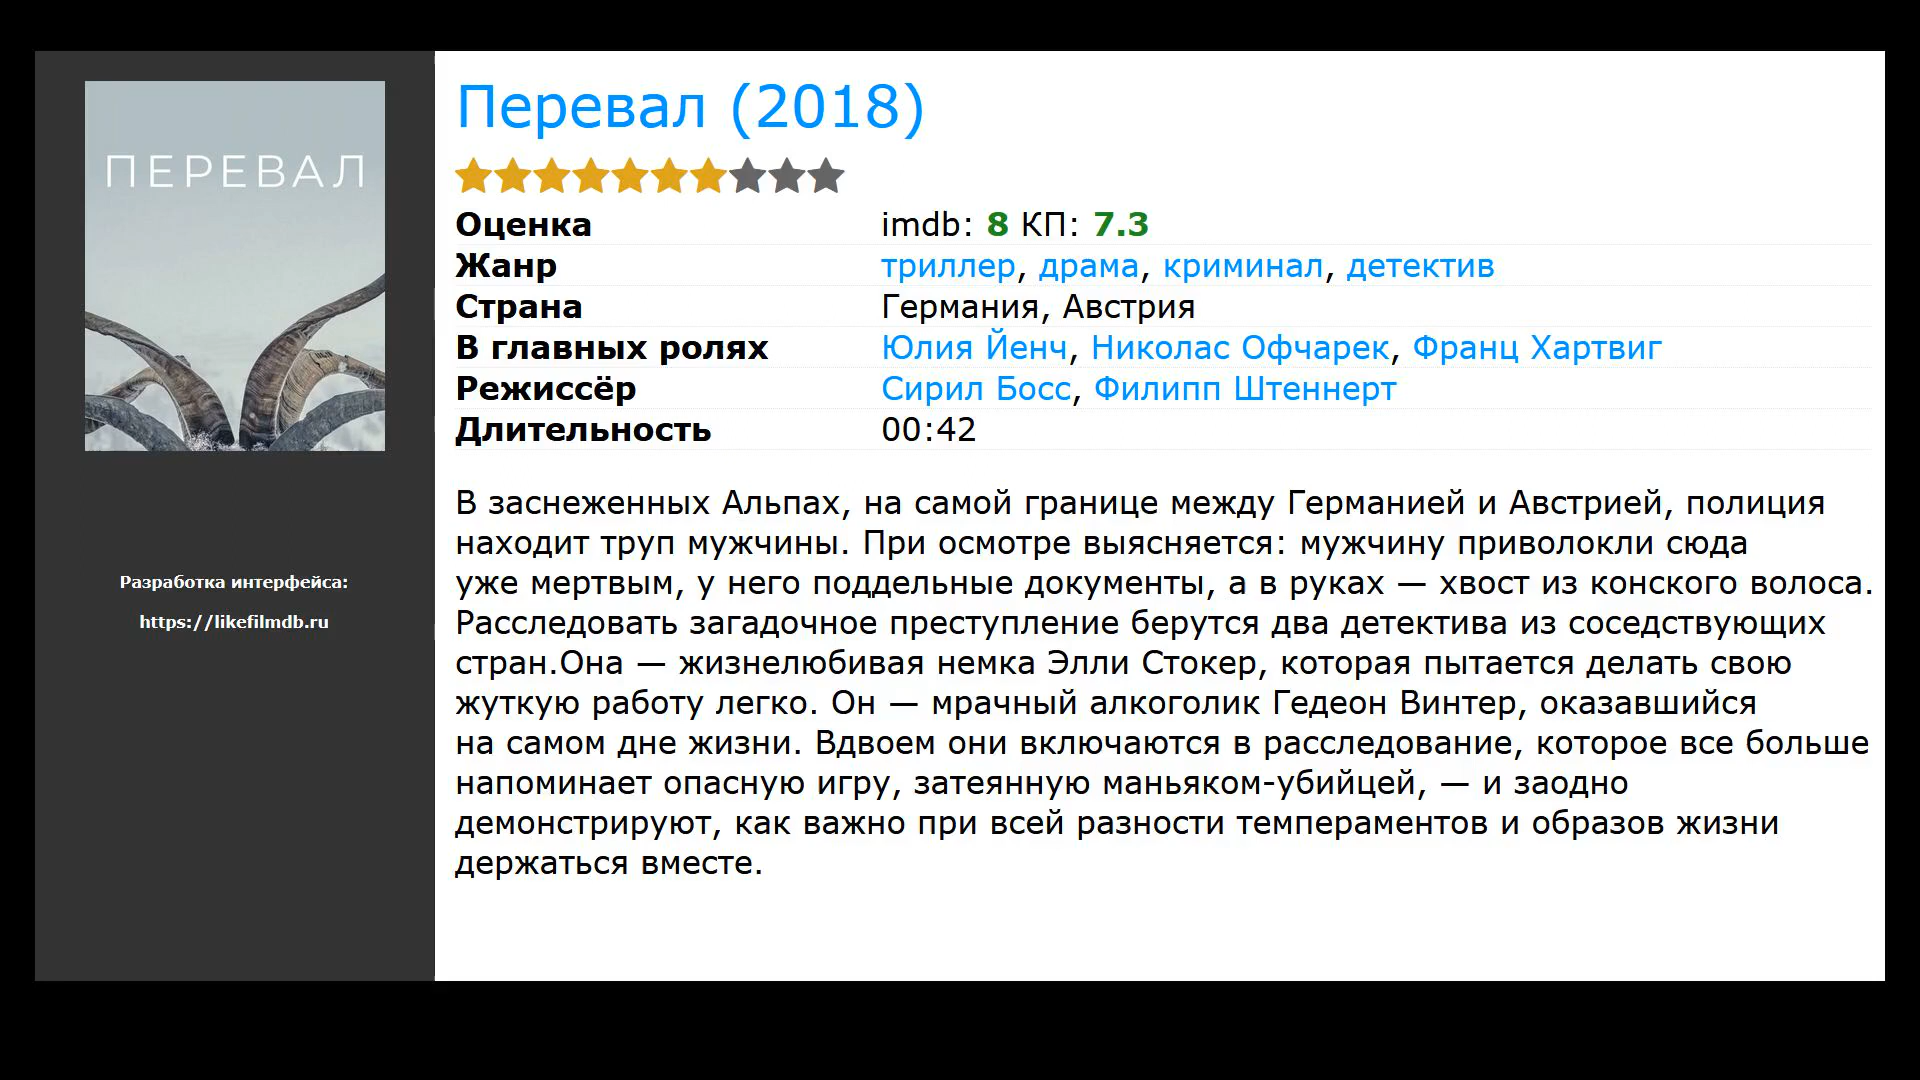 ПЕРЕВАЛ
Разработка интерфейса:
https://likefilmdb.ru
Перевал (2018)
Оценка imdb: 8 КП: 7.3
Жанр триллер, драма, криминал, детектив
Страна Германия, Австрия
В главных ролях Юлия Йенч, Николас Офчарек, Франц Хартвиг
Режиссёр Сирил Босс, Филипп Штеннерт
Длительность 00:42
В заснеженных Альпах, на самой границе между Германией и Австрией, полиция
находит труп мужчины. При осмотре выясняется: мужчину приволокли сюда
уже мертвым, у него поддельные документы, а в руках — хвост из конского волоса.
Расследовать загадочное преступление берутся два детектива из соседствующих
стран.Она — жизнелюбивая немка Элли Стокер, которая пытается делать свою
жуткую работу легко. Он — мрачный алкоголик Гедеон Винтер, оказавшийся
на самом дне жизни. Вдвоем они включаются в расследование, которое все больше
напоминает опасную игру, затеянную маньяком-убийцей, — и заодно
демонстрируют, как важно при всей разности темпераментов и образов жизни
держаться вместе.